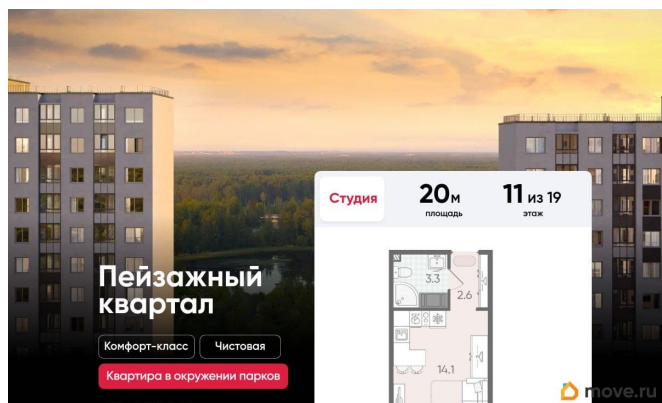 Студия
20м
площадь
11 из 19
этаж
3.3
2.6
14.1
Пейзажный
квартал
Комфорт-класс
Чистовая
Квартира в окружении парков
move.ru